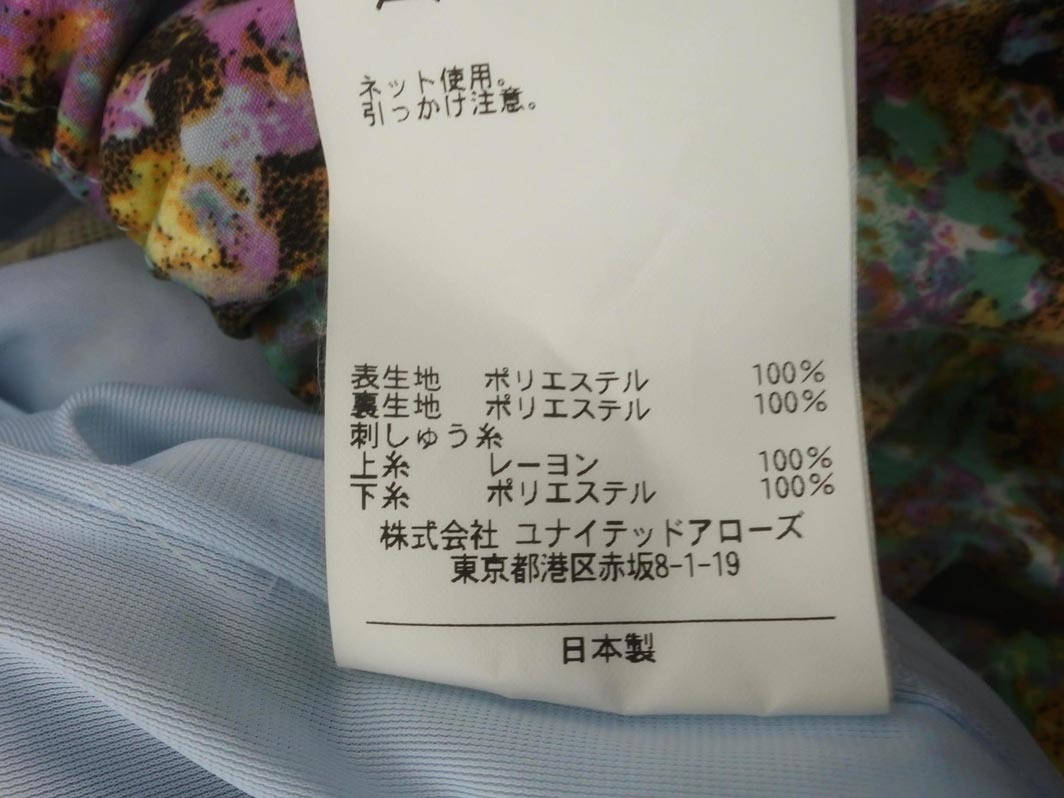 ネット使用。
引っかけ注意。
表生地 ポリエステル 100%
裏生地 ポリエステル 100%
刺しゅう糸
上糸 レーヨン 100%
下糸 ポリエステル 100%
株式会社 ユナイテッドアローズ
東京都港区赤坂8-1-19
日本製